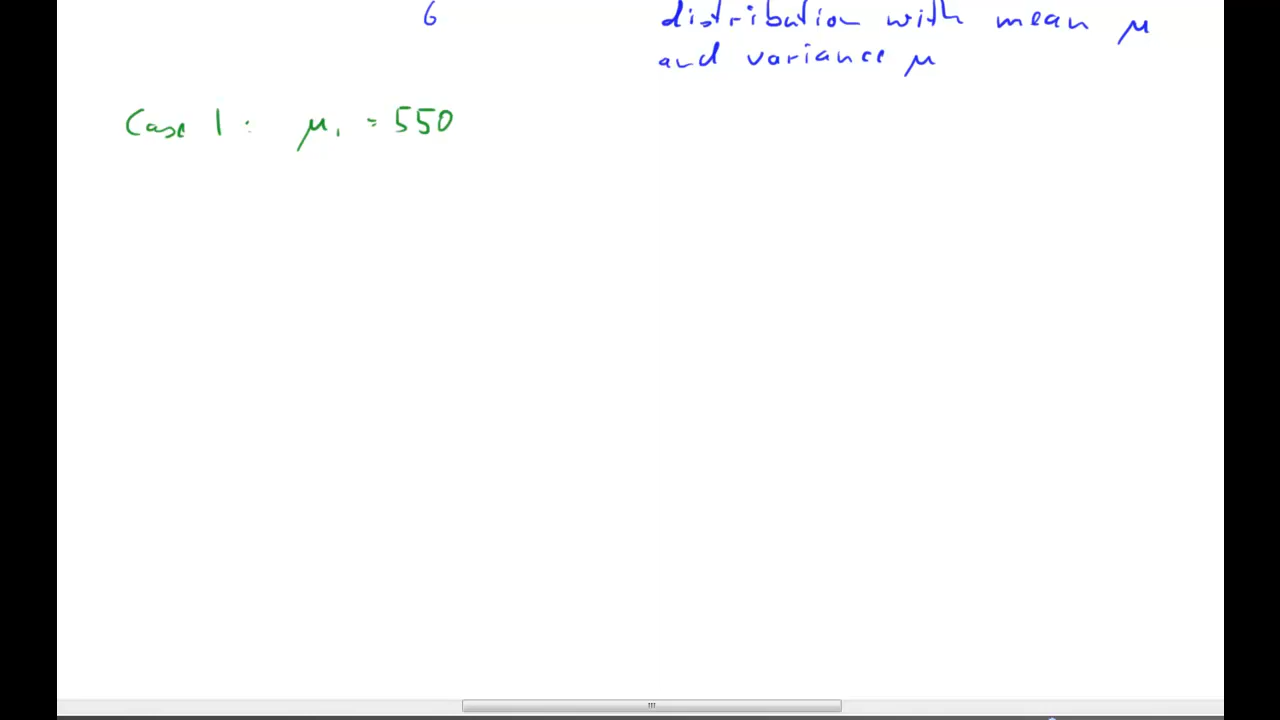 6
distribution with mean μ
and variance μ
Case 1: μ₁ = 550